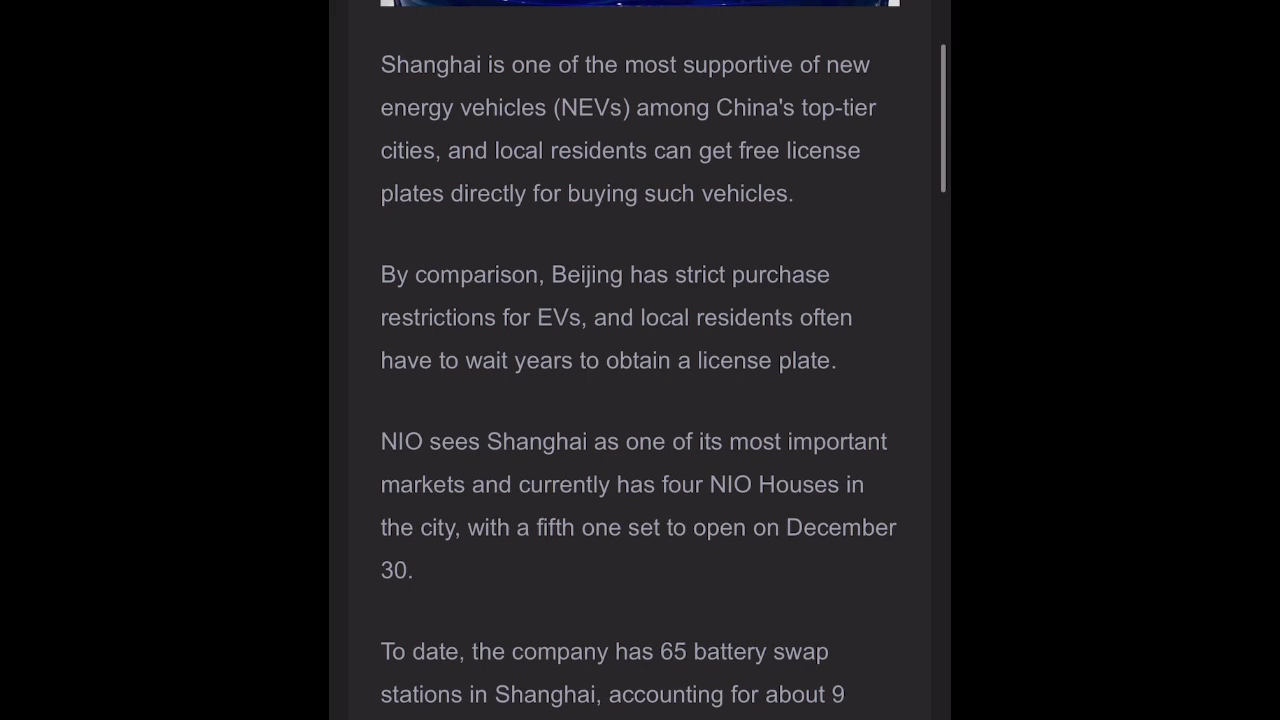 Shanghai is one of the most supportive of new
energy vehicles (NEVs) among China's top-tier
cities, and local residents can get free license
plates directly for buying such vehicles.
By comparison, Beijing has strict purchase
restrictions for EVs, and local residents often
have to wait years to obtain a license plate.
NIO sees Shanghai as one of its most important
markets and currently has four NIO Houses in
the city, with a fifth one set to open on December
30.
To date, the company has 65 battery swap
stations in Shanghai, accounting for about 9